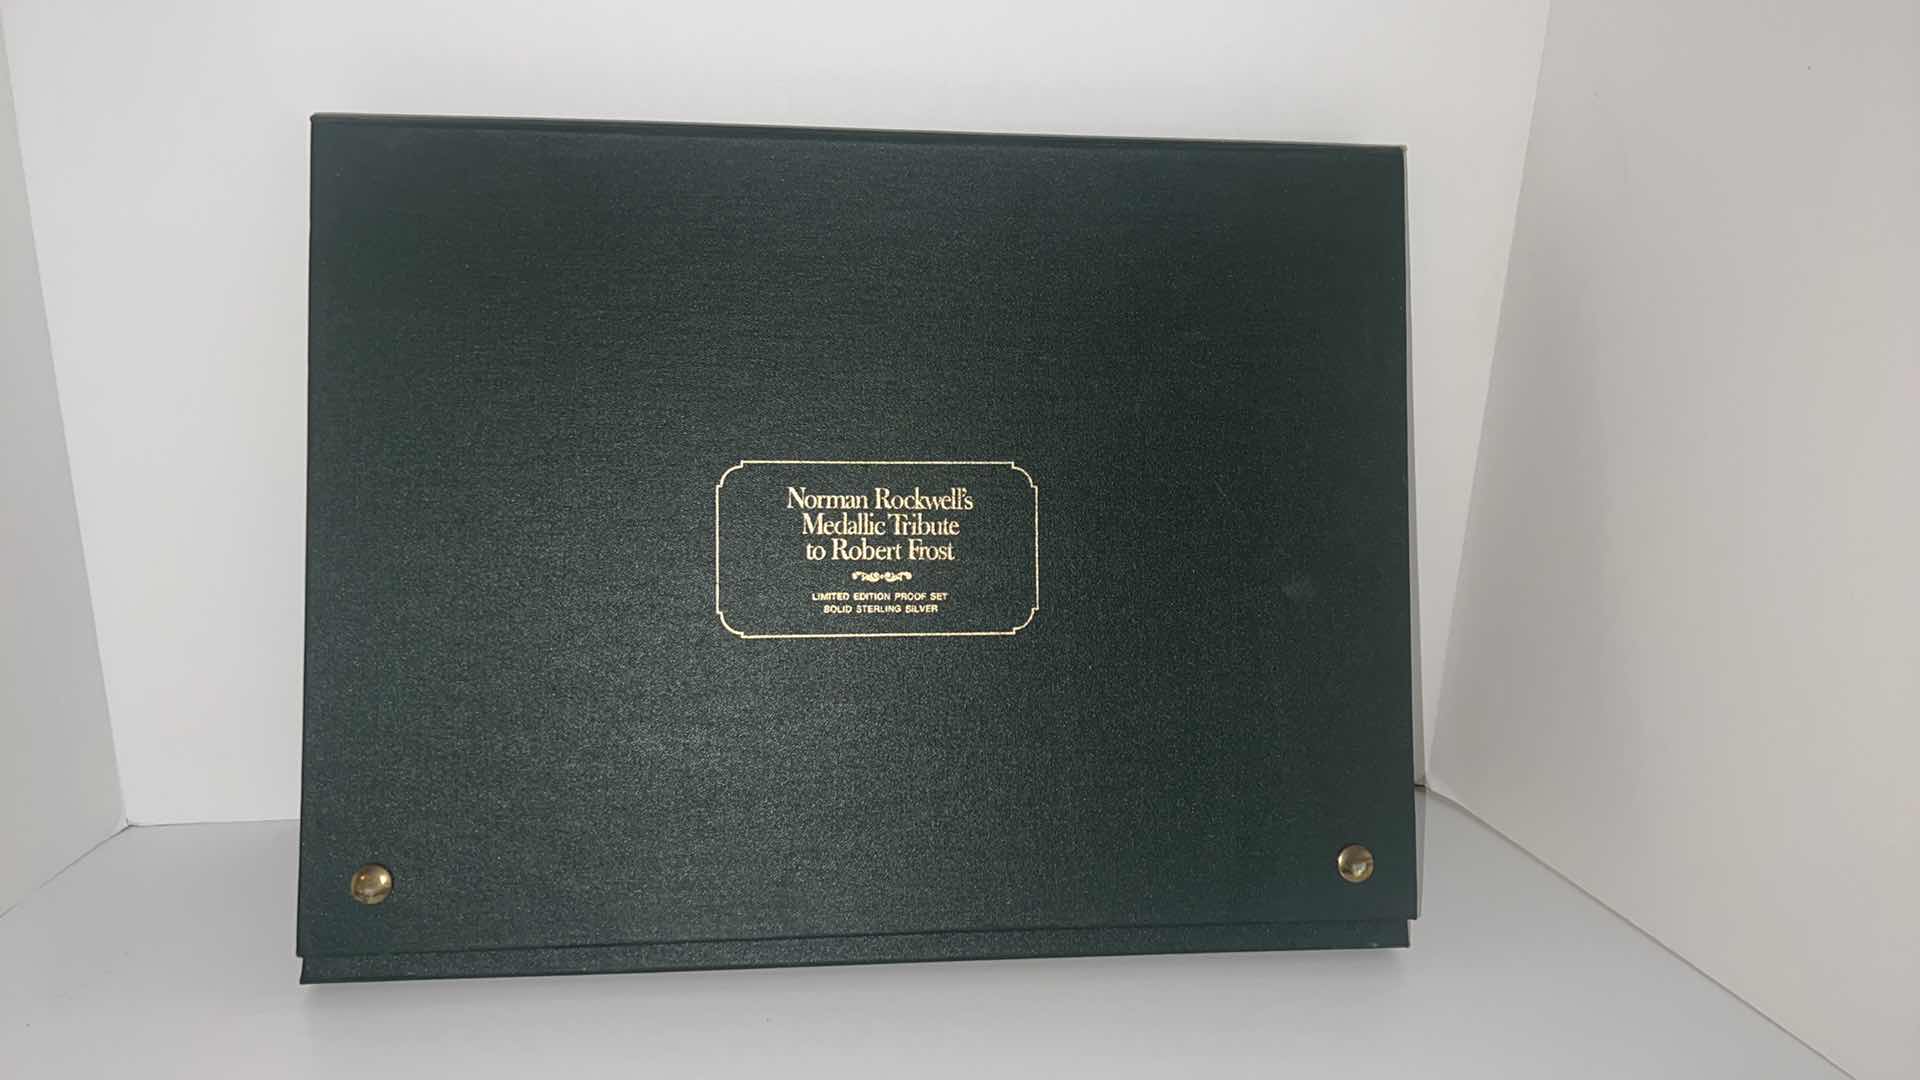 Norman Rockwell's
Medallic Tribute
to Robert Frost
LIMITED EDITION PROOF SET
SOLID STERLING SILVER